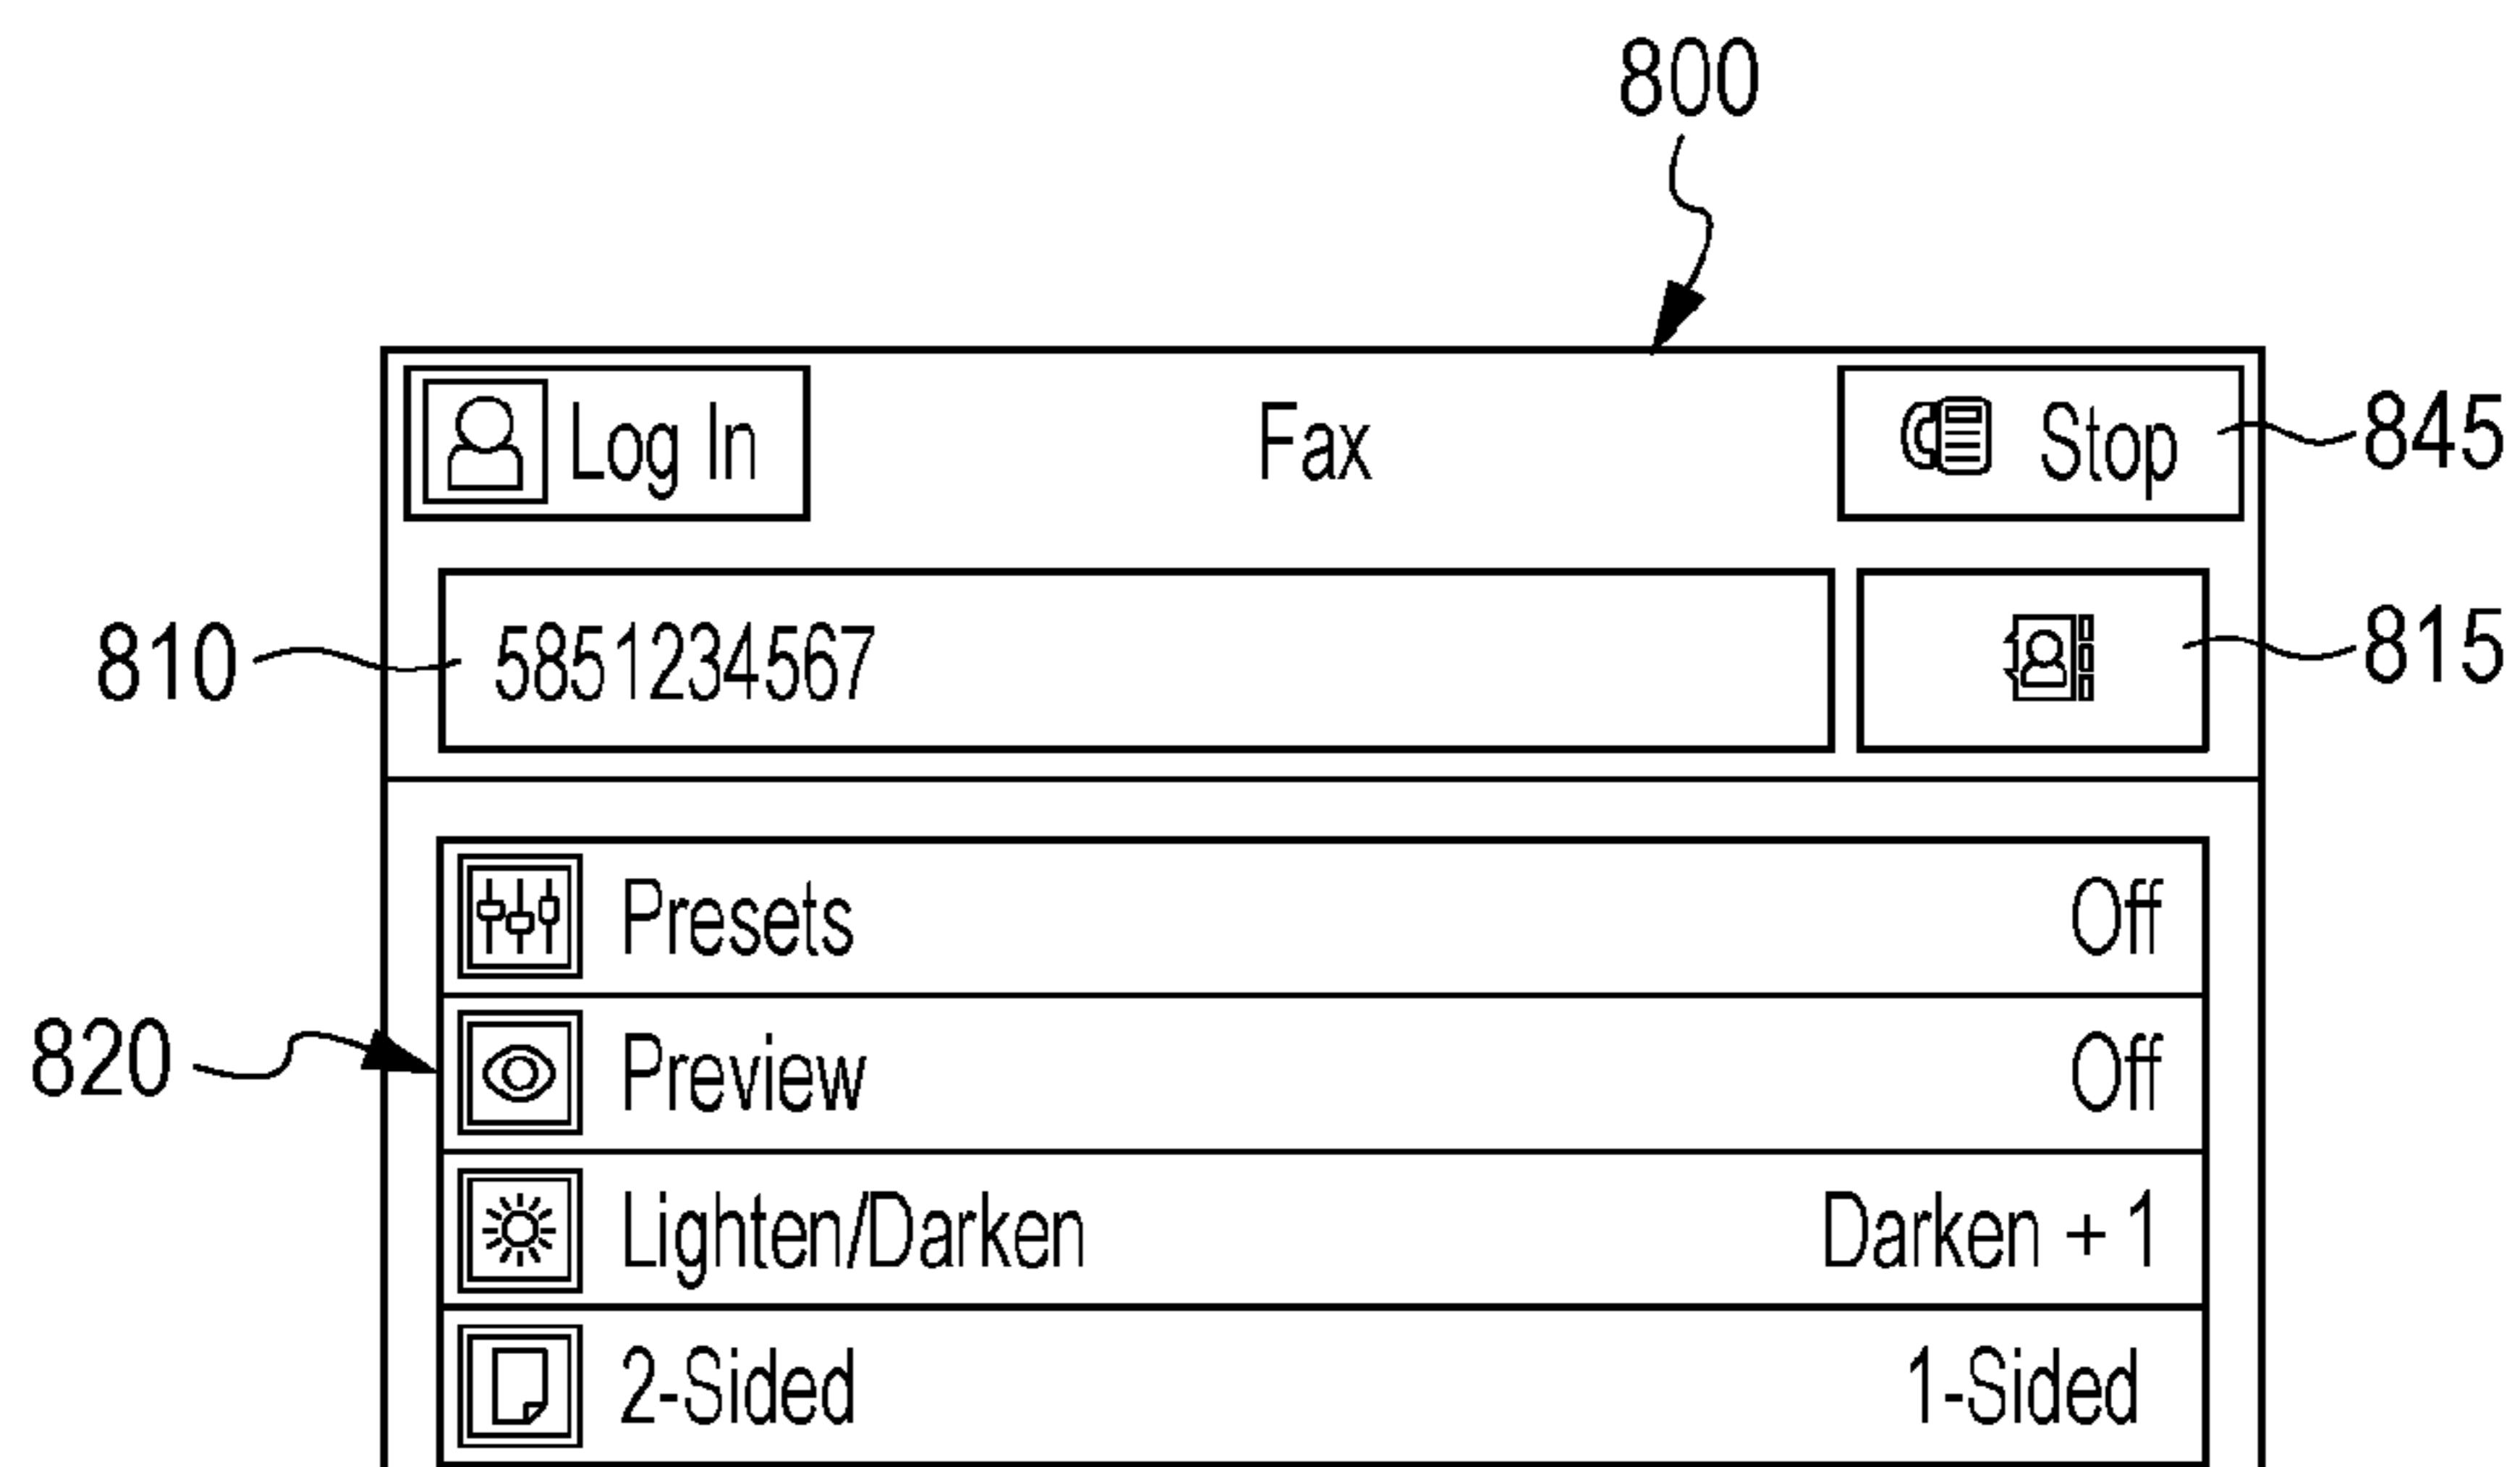 800
Log In Fax Stop 845
810 5851234567 815
Presets Off
820 Preview Off
Lighten/Darken Darken + 1
2-Sided 1-Sided